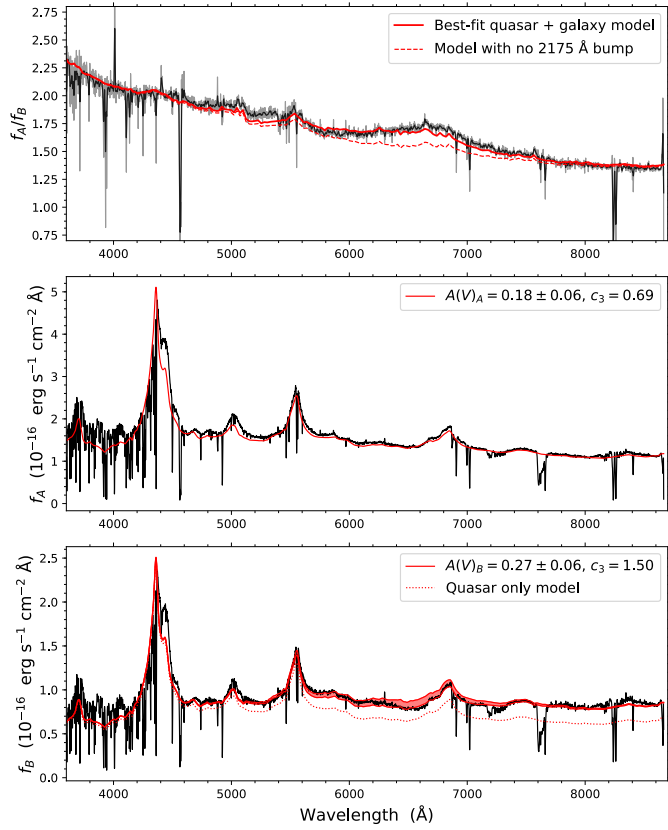 2.75
2.50
2.25
2.00
1.75
1.50
1.25
1.00
0.75
f_A/f_B
Best-fit quasar + galaxy model
Model with no 2175 Å bump
4000 5000 6000 7000 8000
5
4
3
2
1
0
f_A (10⁻¹⁶ erg s⁻¹ cm⁻² Å)
A(V)_A = 0.18 ± 0.06, c₃ = 0.69
4000 5000 6000 7000 8000
2.5
2.0
1.5
1.0
0.5
0.0
f_B (10⁻¹⁶ erg s⁻¹ cm⁻² Å)
A(V)_B = 0.27 ± 0.06, c₃ = 1.50
Quasar only model
4000 5000 6000 7000 8000
Wavelength (Å)